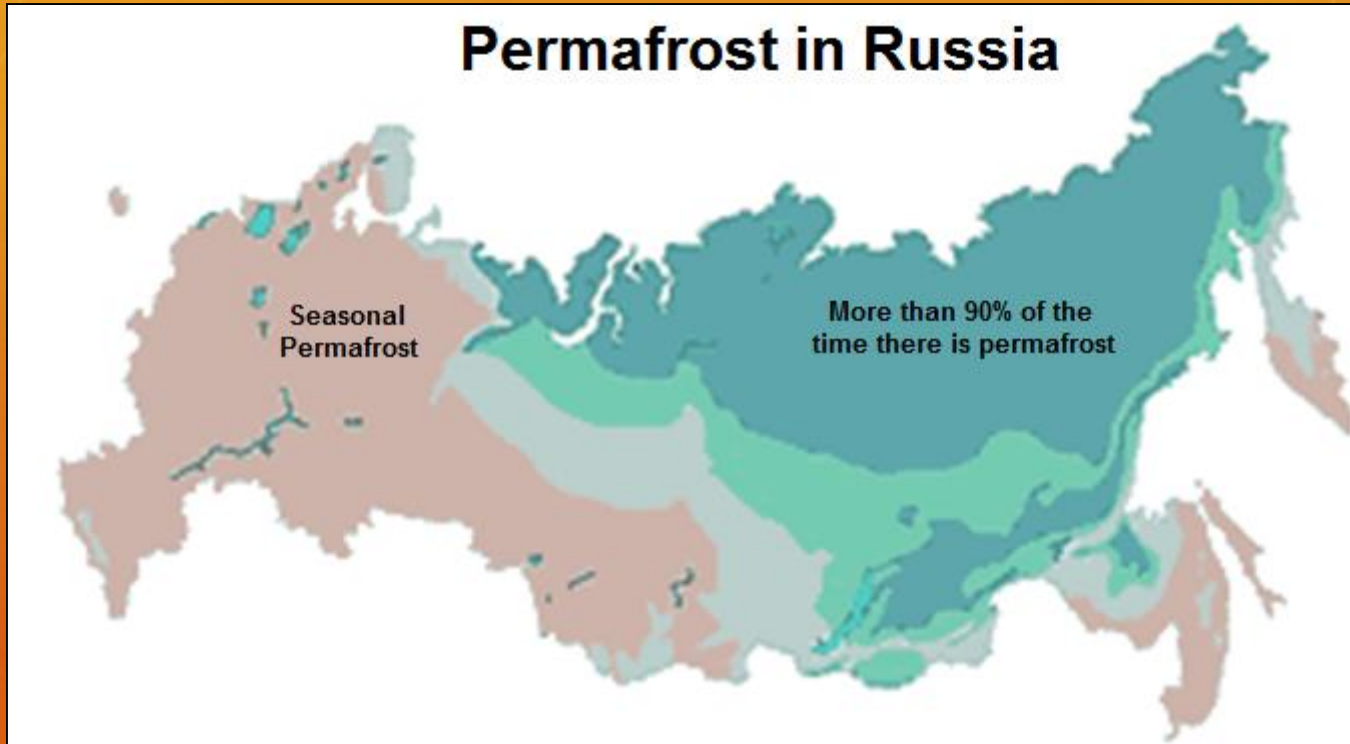 Permafrost in Russia
Seasonal
Permafrost
More than 90% of the
time there is permafrost